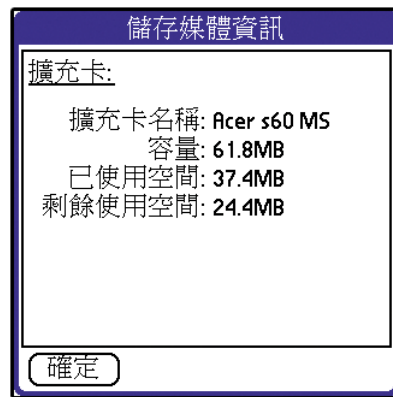 儲存媒體資訊
擴充卡:
擴充卡名稱: Acer s60 MS
容量: 61.8MB
已使用空間: 37.4MB
剩餘使用空間: 24.4MB
確定